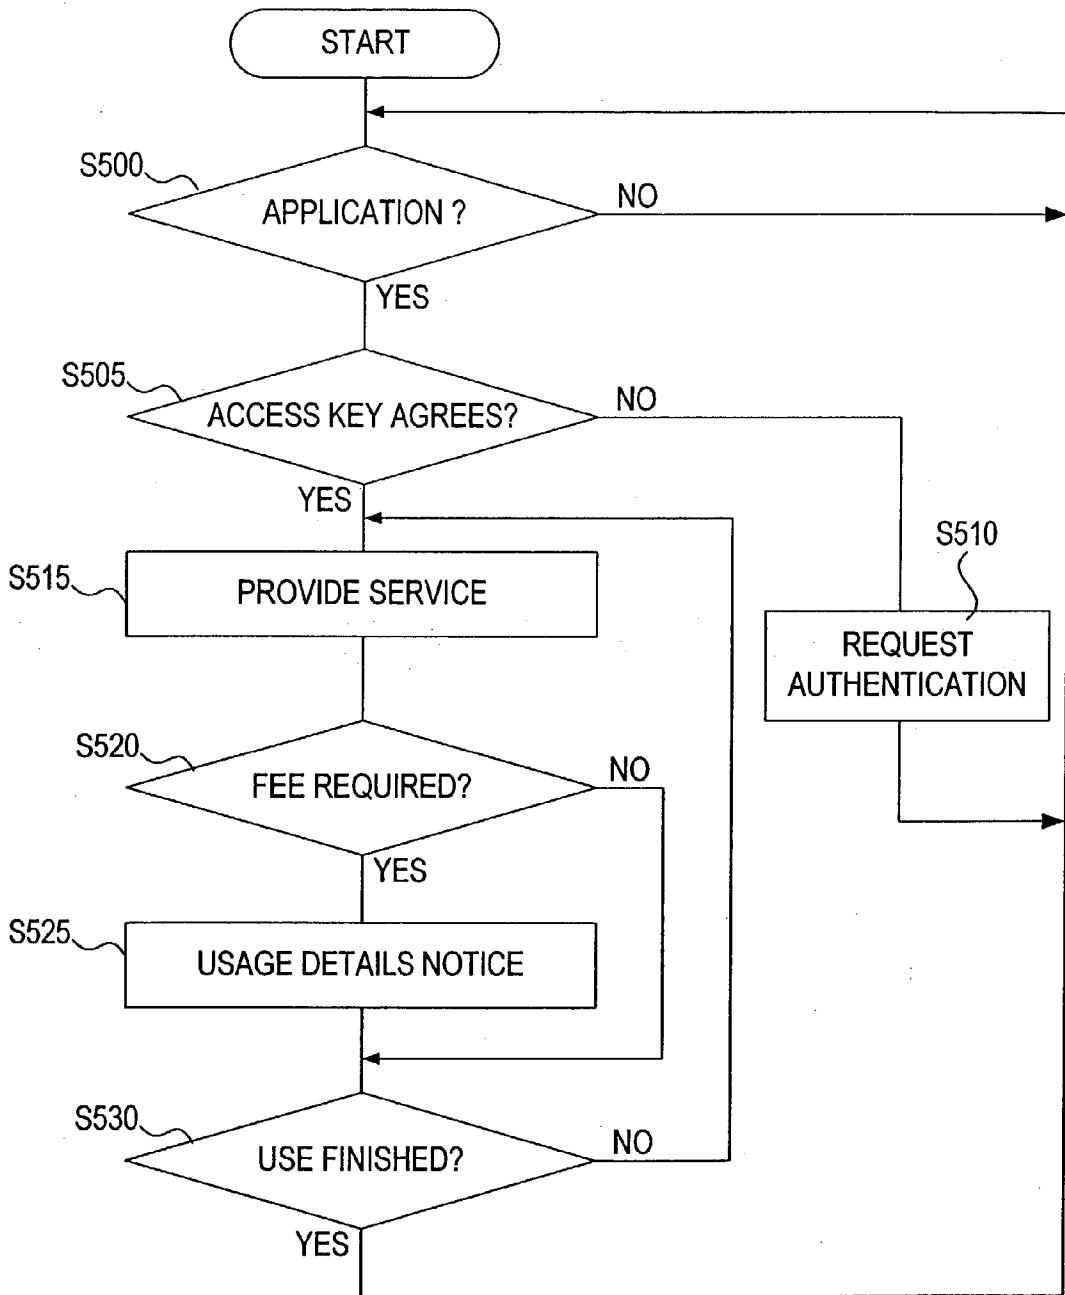 START
S500
APPLICATION ?
NO
YES
S505
ACCESS KEY AGREES?
NO
YES
S510
S515
PROVIDE SERVICE
REQUEST
AUTHENTICATION
S520
FEE REQUIRED?
NO
YES
S525
USAGE DETAILS NOTICE
S530
USE FINISHED?
NO
YES